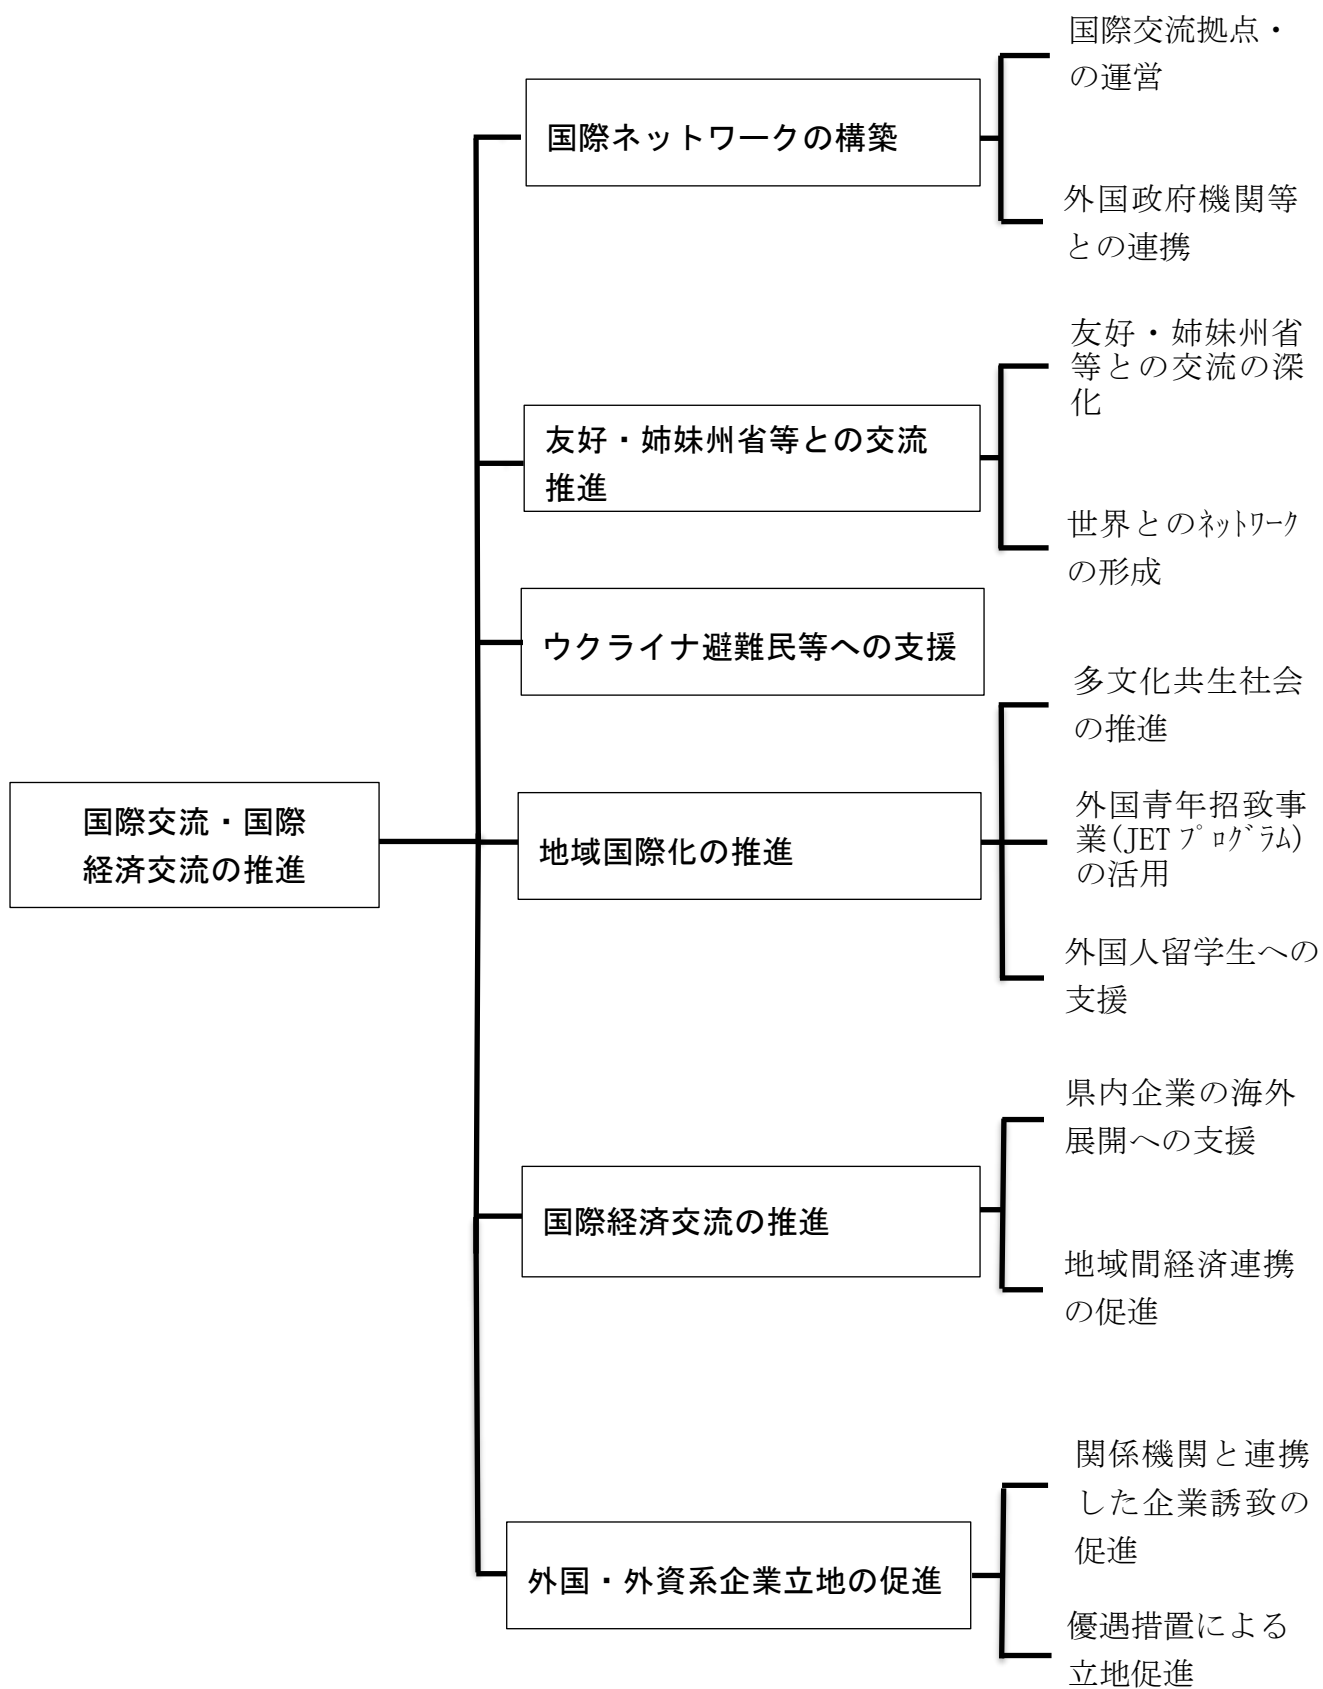 国際交流・国際
経済交流の推進
国際ネットワークの構築
国際交流拠点・
の運営
外国政府機関等
との連携
友好・姉妹州省等との交流
推進
友好・姉妹州省
等との交流の深
化
世界とのﾈｯﾄﾜｰｸ
の形成
ウクライナ避難民等への支援
地域国際化の推進
多文化共生社会
の推進
外国青年招致事
業(JETﾌﾟﾛｸﾞﾗﾑ)
の活用
外国人留学生への
支援
国際経済交流の推進
県内企業の海外
展開への支援
地域間経済連携
の促進
外国・外資系企業立地の促進
関係機関と連携
した企業誘致の
促進
優遇措置による
立地促進